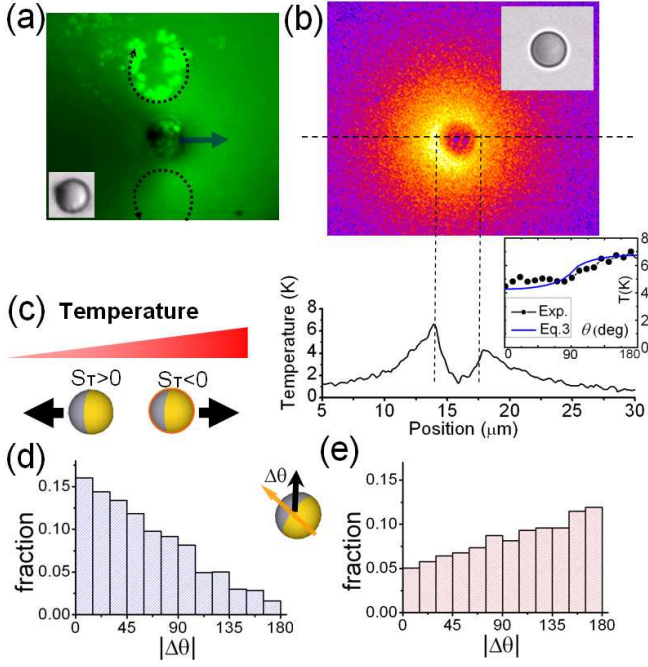 (a)
(b)
8
6
4
2
0
T(K)
Exp.
Eq.3
θ(deg)
0
90
180
(c)
Temperature
S_T>0
S_T<0
Temperature (K)
8
6
4
2
0
5
10
15
20
25
30
Position (μm)
(d)
Δθ
(e)
fraction
0.15
0.10
0.05
0.00
0
45
90
135
180
|Δθ|
fraction
0.15
0.10
0.05
0.00
0
45
90
135
180
|Δθ|